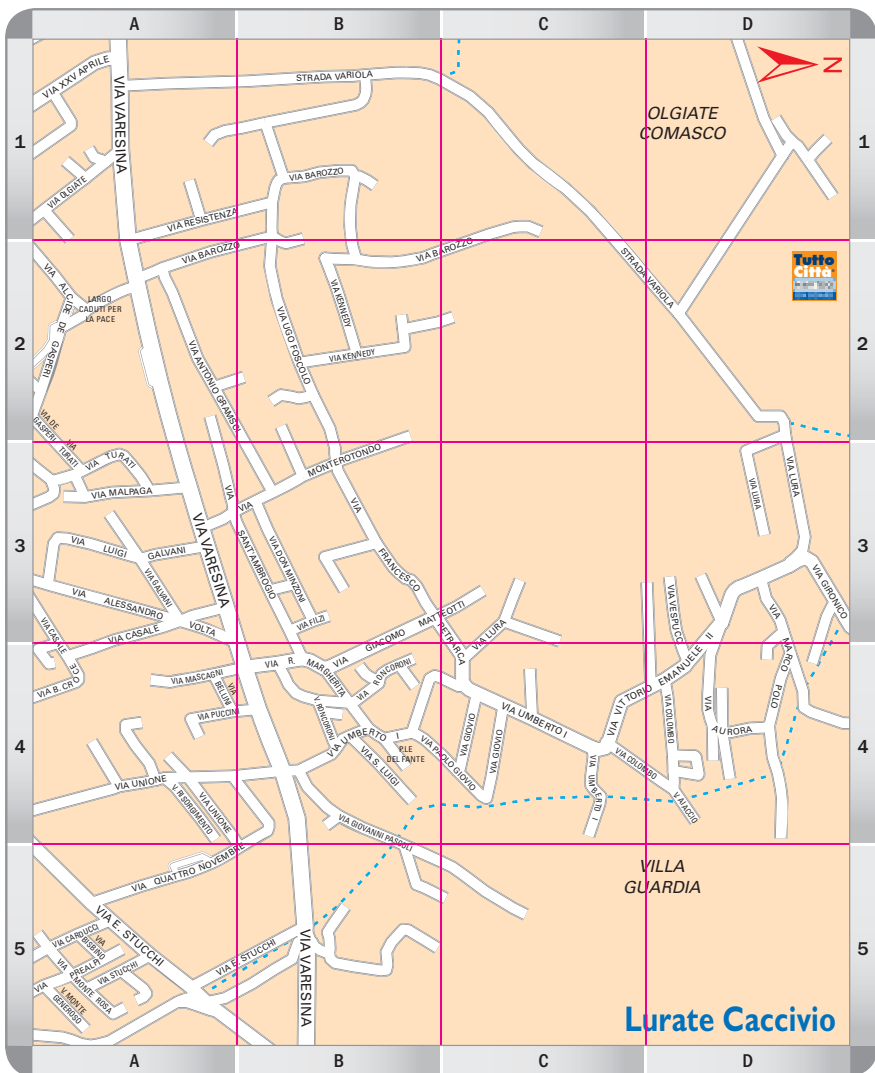 A B C D
1 1
2 2
3 3
4 4
5 5
N
VIA XXV APRILE
VIA VARESINA
STRADA VARIOLA
OLGIATE
COMASCO
VIA OLGIATE
VIA BAROZZO
VIA RESISTENZA
VIA BAROZZO
VIA BAROZZO
STRADA VARIOLA
Tutto
Città
VIA ALCIDE DE GASPERI
LARGO
CADUTI PER
LA PACE
VIA KENNEDY
VIA UGO FOSCOLO
VIA KENNEDY
VIA ANTONIO GRAMSCI
VIA DE
GASPERI
VIA TURATI
VIA TURATI
VIA MALPAGA
VIA MONTEROTONDO
VIA LURA
VIA LURA
VIA SANT'AMBROGIO
VIA DON MINZONI
VIA FRANCESCO PETRARCA
VIA VARESINA
VIA LUIGI GALVANI
VIA GALVANI
VIA ALESSANDRO VOLTA
VIA CASALE
VIA CASALE
VIA FILZI
VIA GIACOMO MATTEOTTI
VIA LURA
VIA VESPUCCI
VIA GIRONICO
VIA MARCO POLO
VIA B. CROCE
VIA MASCAGNI
VIA BELLINI
VIA PUCCINI
VIA R. MARGHERITA
VIA RONCORONI
V. RONCORONI
VIA UMBERTO I
P.LE
DEL FANTE
VIA S. LUIGI
VIA PAOLO GIOVIO
VIA GIOVIO
VIA GIOVIO
VIA UMBERTO I
VIA UMBERTO I
VIA VITTORIO EMANUELE II
VIA COLOMBO
VIA COLOMBO
V. AIACCIO
VIA AURORA
VIA UNIONE
VIA UNIONE
V. RISORGIMENTO
VIA GIOVANNI PASCOLI
VIA QUATTRO NOVEMBRE
VILLA
GUARDIA
VIA E. STUCCHI
VIA E. STUCCHI
VIA CARDUCCI
VIA
BISBINO
VIA PREALPI
VIA STUCCHI
VIA MONTE ROSA
V. MONTE
GENEROSO
VIA VARESINA
Lurate Caccivio
A B C D